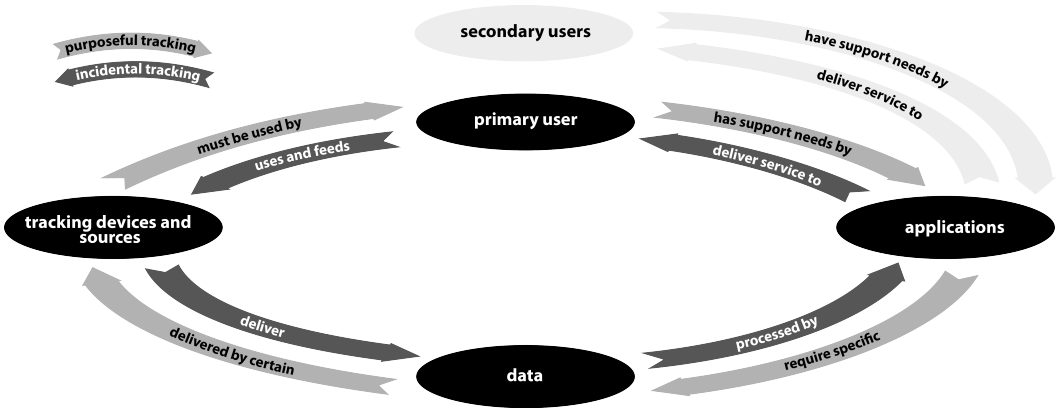 secondary users
purposeful tracking
incidental tracking
have support needs by
deliver service to
primary user
must be used by
uses and feeds
has support needs by
deliver service to
tracking devices and
sources
applications
deliver
delivered by certain
processed by
require specific
data